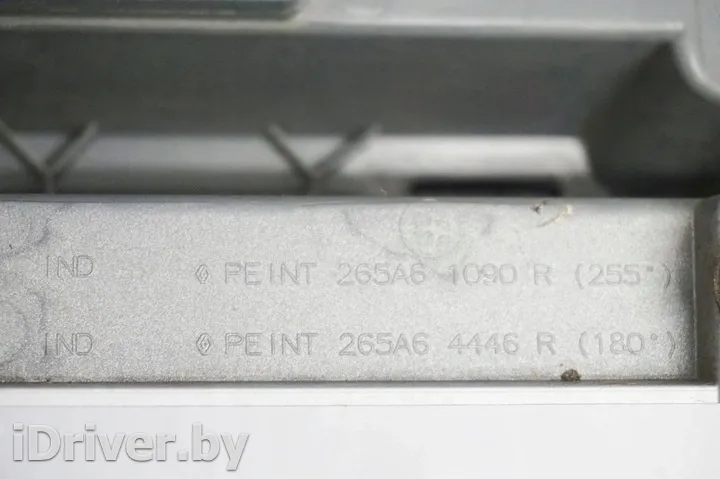 IND PEINT 265A6 1090 R (255°)
IND PEINT 265A6 4446 R (180°)
iDriver.by